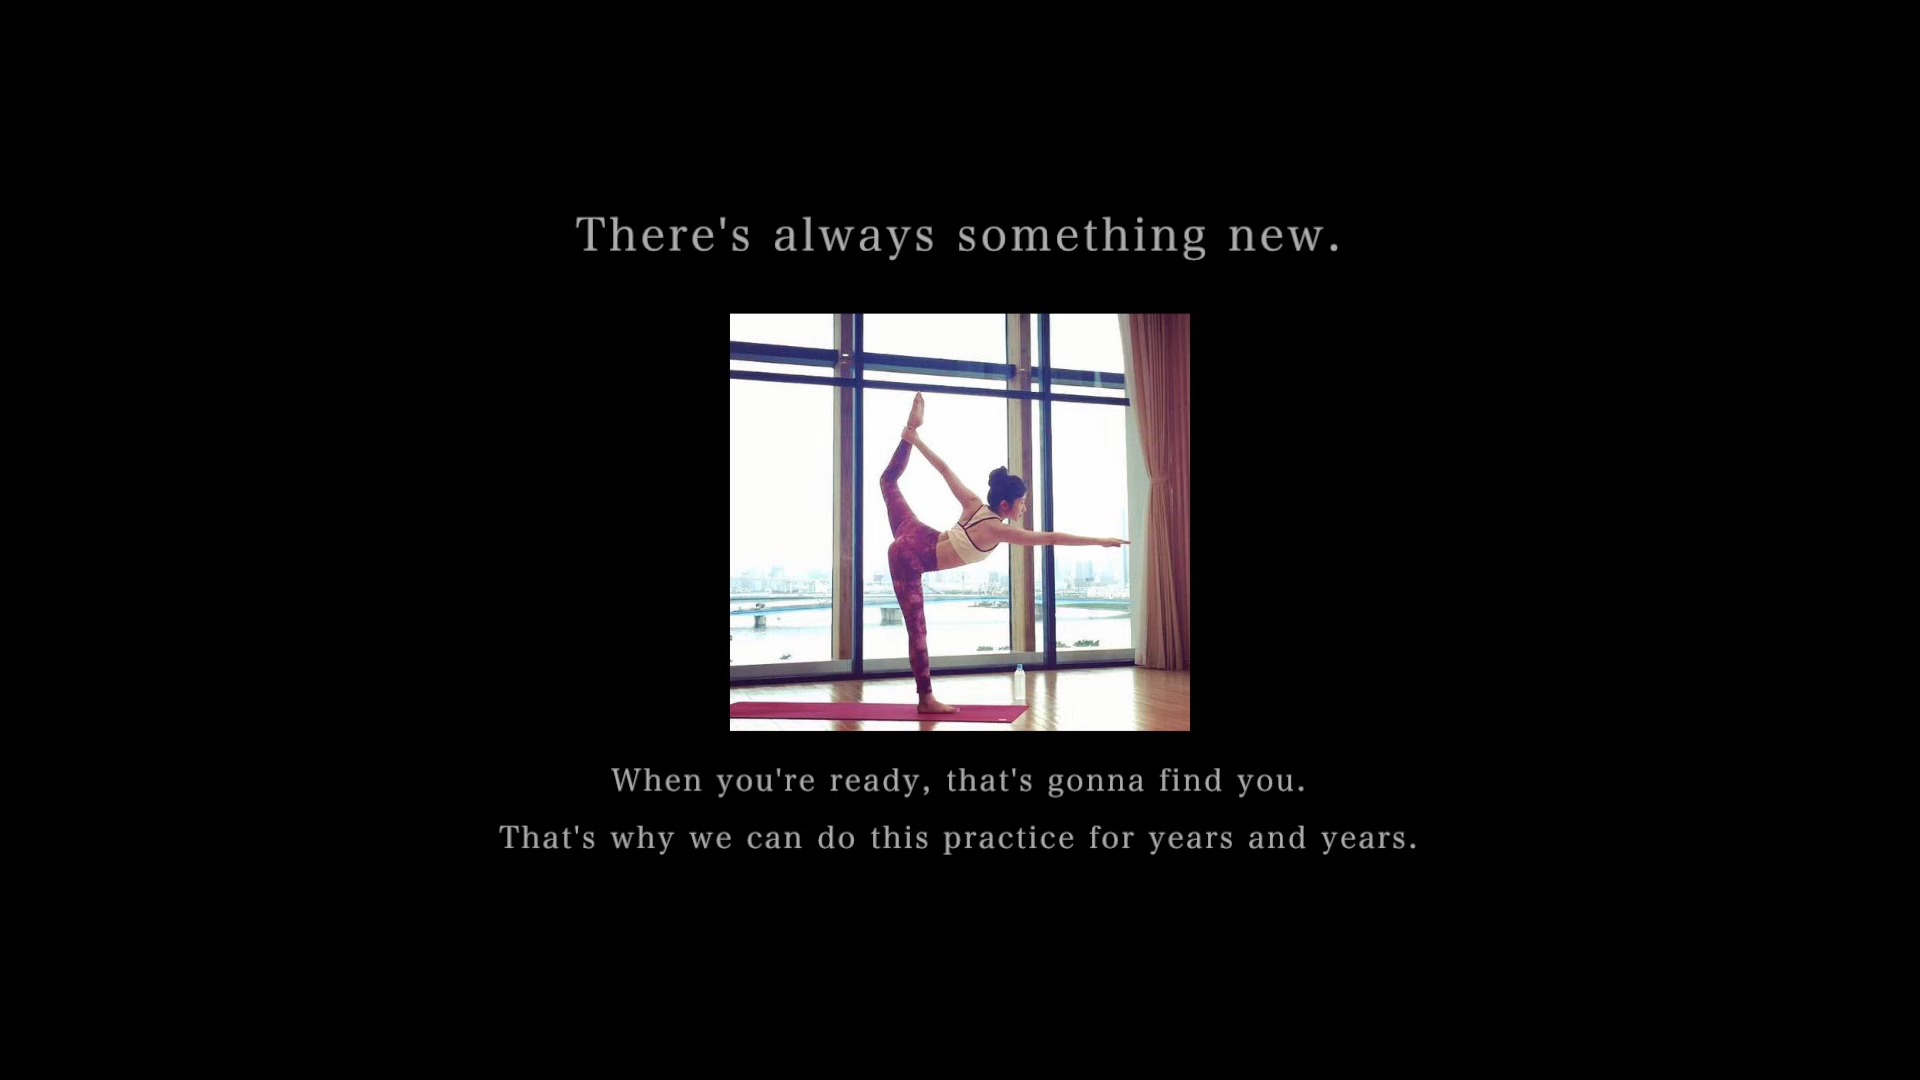 There's always something new.
When you're ready, that's gonna find you.
That's why we can do this practice for years and years.